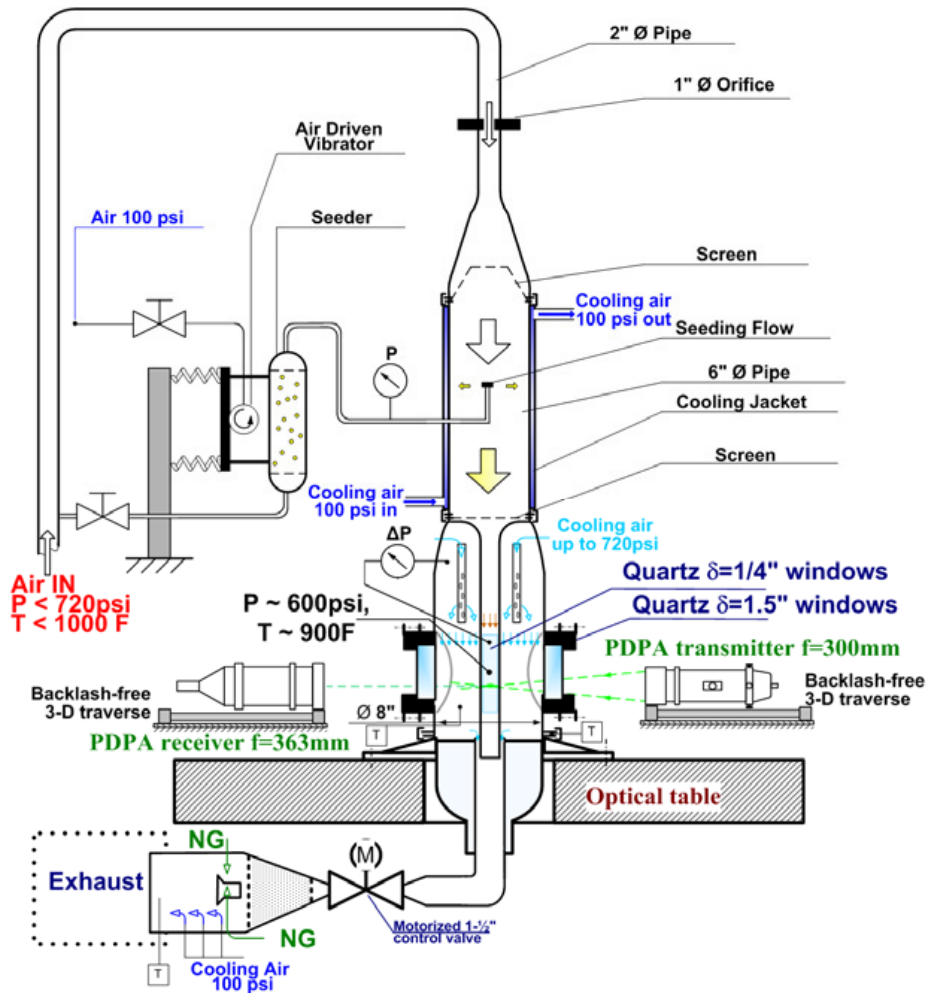 2" Ø Pipe
1" Ø Orifice
Air Driven
Vibrator
Air 100 psi
Seeder
Screen
Cooling air
100 psi out
Seeding Flow
P
6" Ø Pipe
Cooling Jacket
Cooling air
100 psi in
Screen
ΔP
Cooling air
up to 720psi
Air IN
P < 720psi
T < 1000 F
Quartz δ=1/4" windows
P ~ 600psi,
T ~ 900F
Quartz δ=1.5" windows
PDPA transmitter f=300mm
Backlash-free
3-D traverse
Backlash-free
3-D traverse
Ø 8"
PDPA receiver f=363mm
T
T
Optical table
NG
(M)
Exhaust
Motorized 1-½"
control valve
NG
Cooling Air
100 psi
T